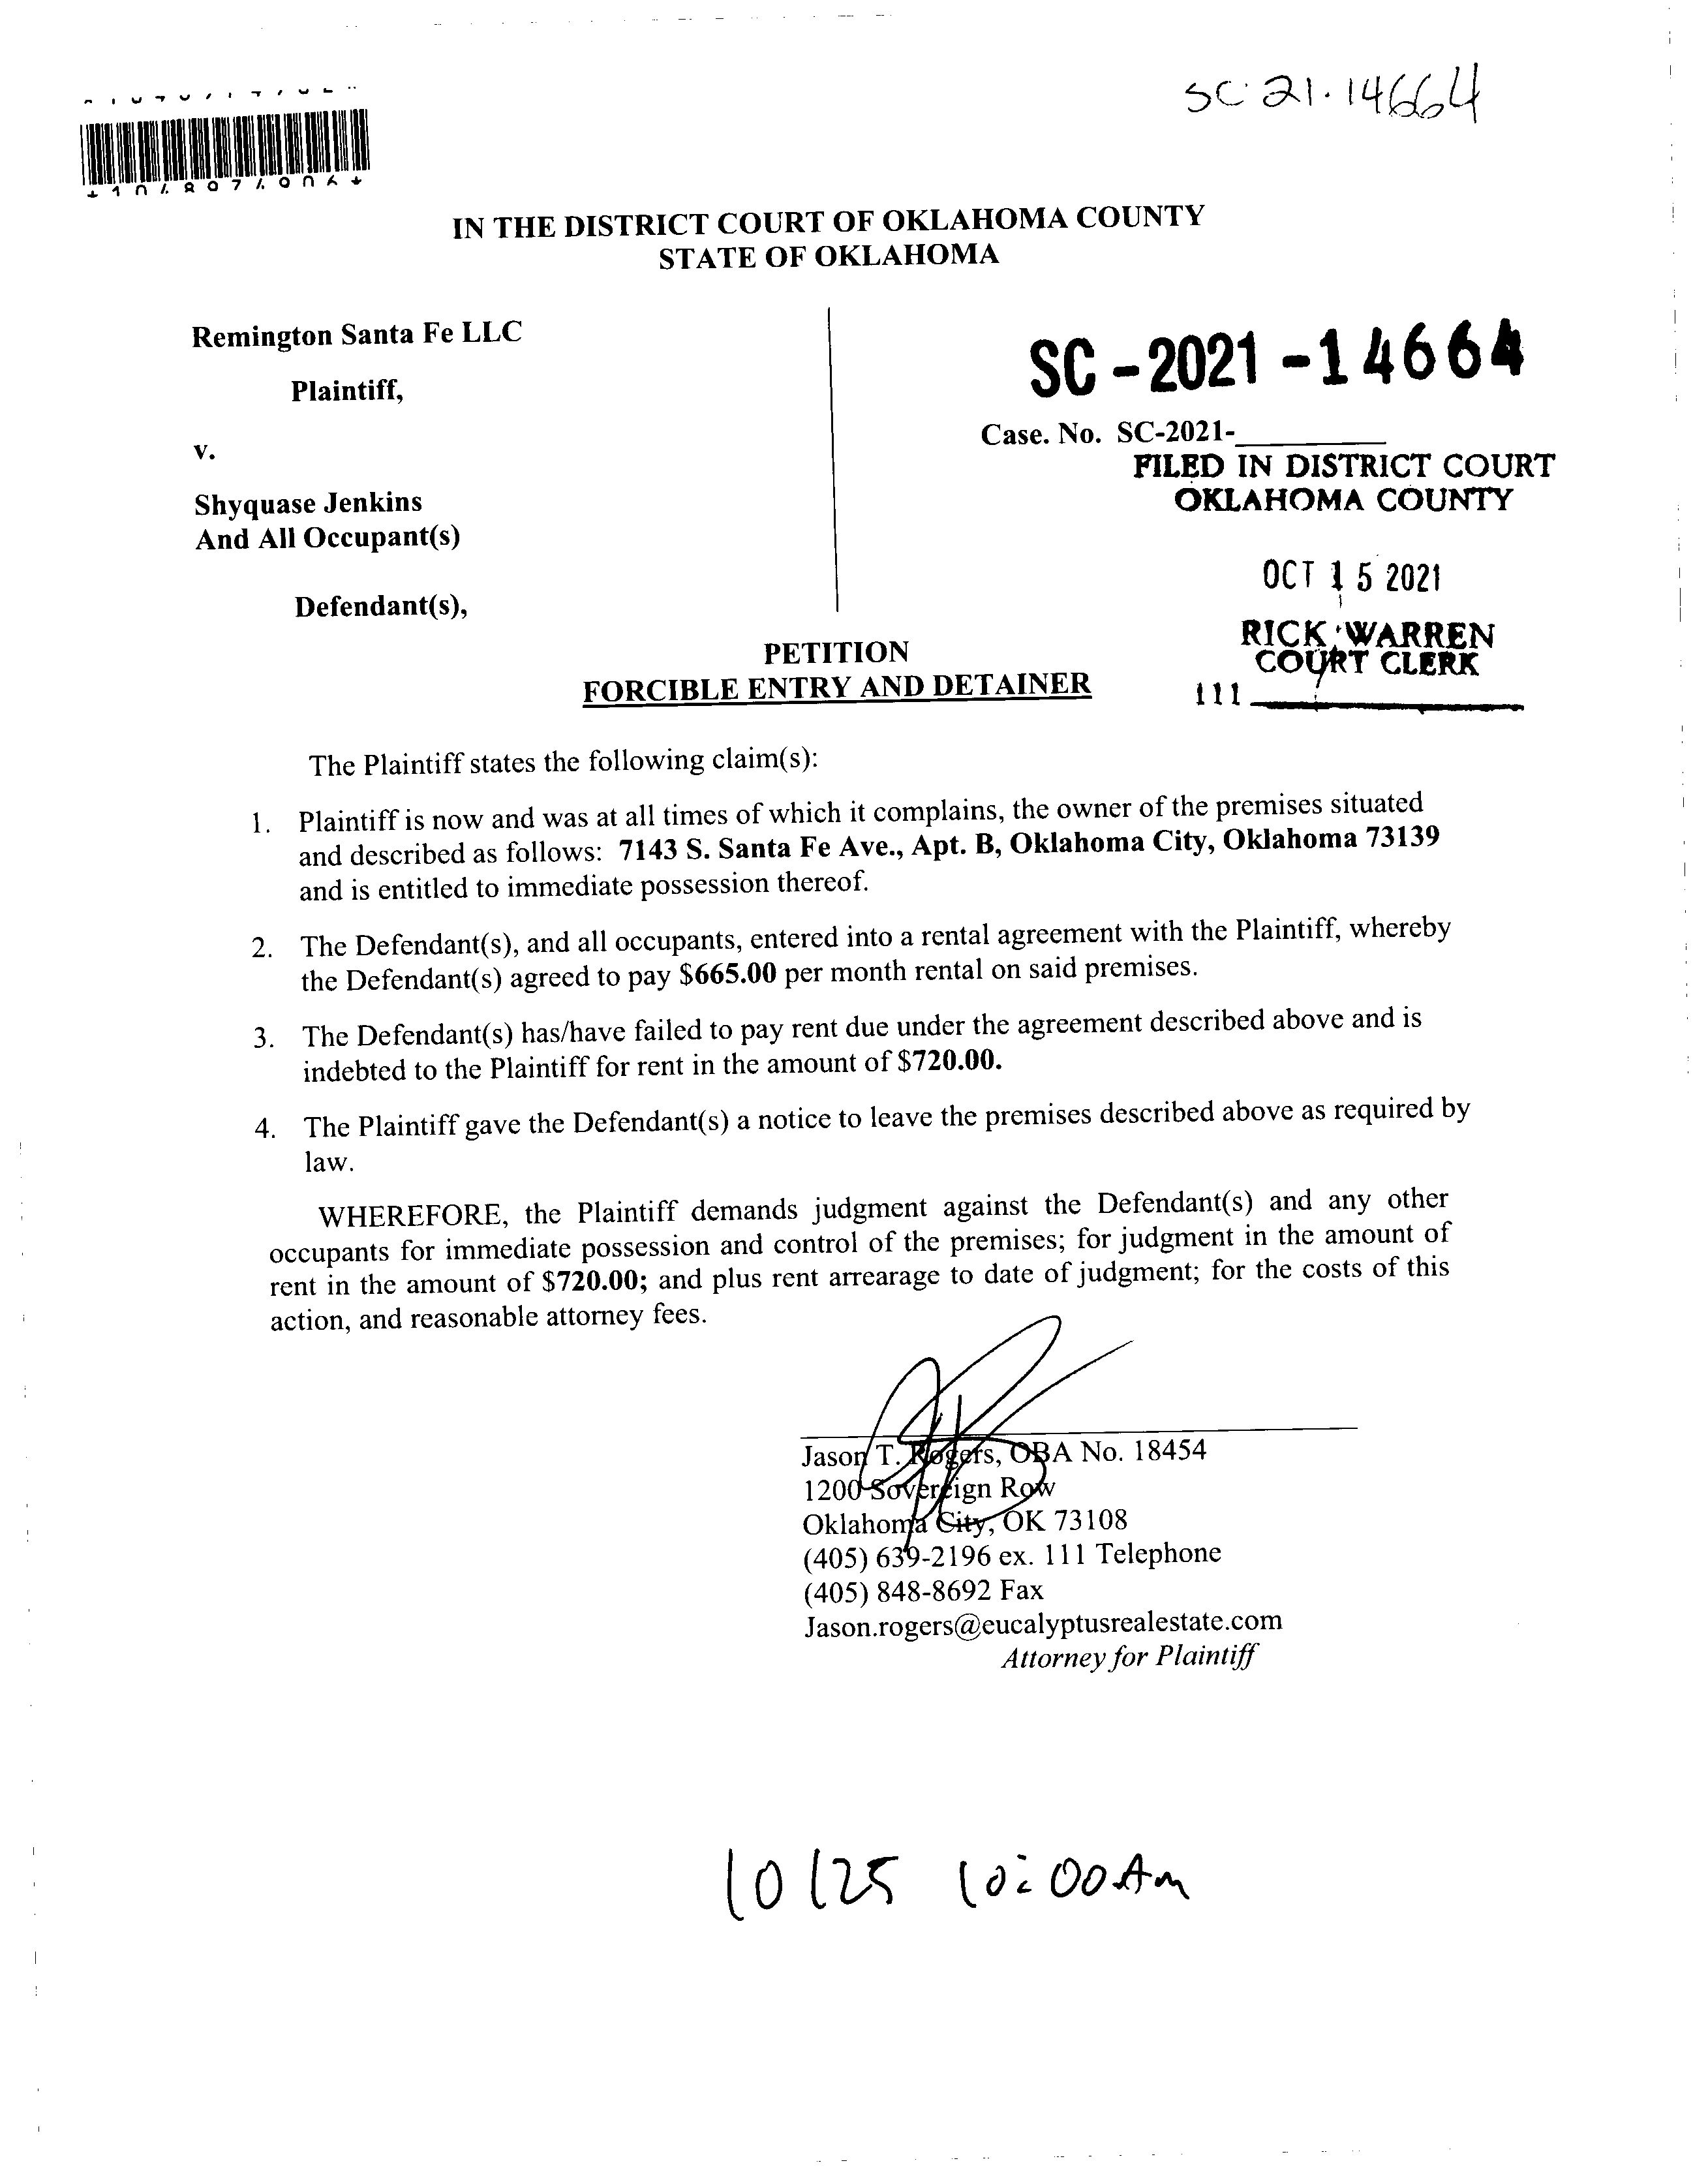 SC 21-14664
IN THE DISTRICT COURT OF OKLAHOMA COUNTY
STATE OF OKLAHOMA
Remington Santa Fe LLC
Plaintiff,
v.
Shyquase Jenkins
And All Occupant(s)
Defendant(s),
SC-2021-14664
Case. No. SC-2021-
FILED IN DISTRICT COURT
OKLAHOMA COUNTY
OCT 15 2021
RICK WARREN
COURT CLERK
111
PETITION
FORCIBLE ENTRY AND DETAINER
The Plaintiff states the following claim(s):
1. Plaintiff is now and was at all times of which it complains, the owner of the premises situated
and described as follows: 7143 S. Santa Fe Ave., Apt. B, Oklahoma City, Oklahoma 73139
and is entitled to immediate possession thereof.
2. The Defendant(s), and all occupants, entered into a rental agreement with the Plaintiff, whereby
the Defendant(s) agreed to pay $665.00 per month rental on said premises.
3. The Defendant(s) has/have failed to pay rent due under the agreement described above and is
indebted to the Plaintiff for rent in the amount of $720.00.
4. The Plaintiff gave the Defendant(s) a notice to leave the premises described above as required by
law.
WHEREFORE, the Plaintiff demands judgment against the Defendant(s) and any other
occupants for immediate possession and control of the premises; for judgment in the amount of
rent in the amount of $720.00; and plus rent arrearage to date of judgment; for the costs of this
action, and reasonable attorney fees.
Jason T. Rogers, OBA No. 18454
1200 Sovereign Row
Oklahoma City, OK 73108
(405) 639-2196 ex. 111 Telephone
(405) 848-8692 Fax
Jason.rogers@eucalyptusrealestate.com
Attorney for Plaintiff
10/25 10:00 Am